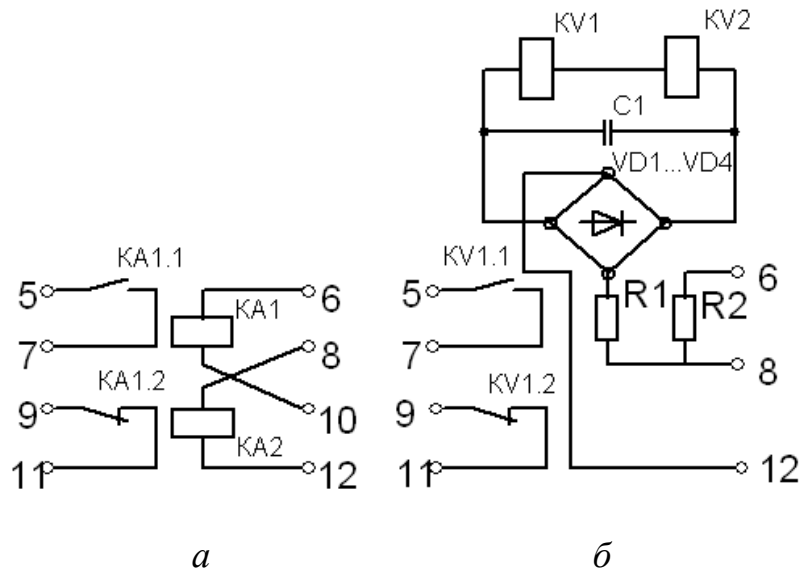 KV1 KV2
C1
VD1...VD4
KA1.1 KV1.1
5 KA1 6 5 R1 R2 6
7 8 7 8
KA1.2 KV1.2
9 10 9
11 KA2 12 11 12
а б